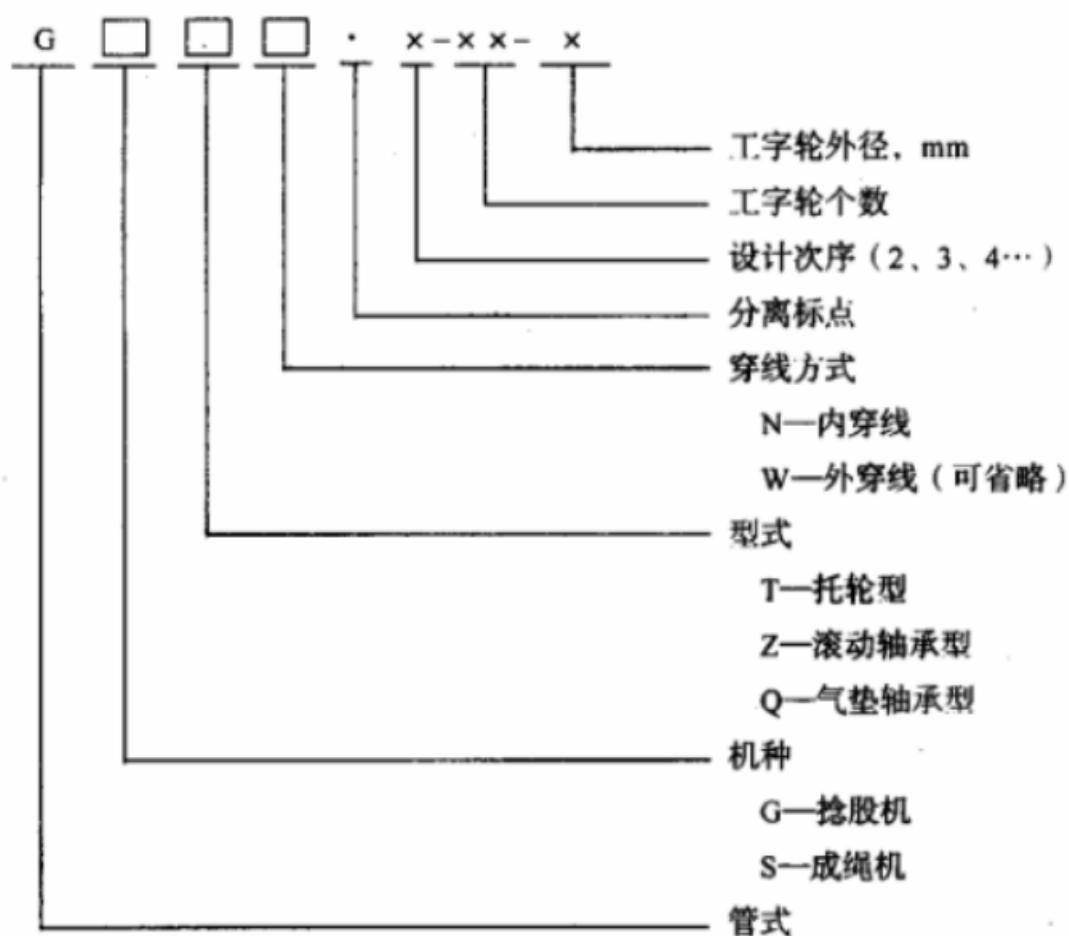 G □ □ □ · ×-××-×
工字轮外径，mm
工字轮个数
设计次序（2、3、4…）
分离标点
穿线方式
N—内穿线
W—外穿线（可省略）
型式
T—托轮型
Z—滚动轴承型
Q—气垫轴承型
机种
G—捻股机
S—成绳机
管式